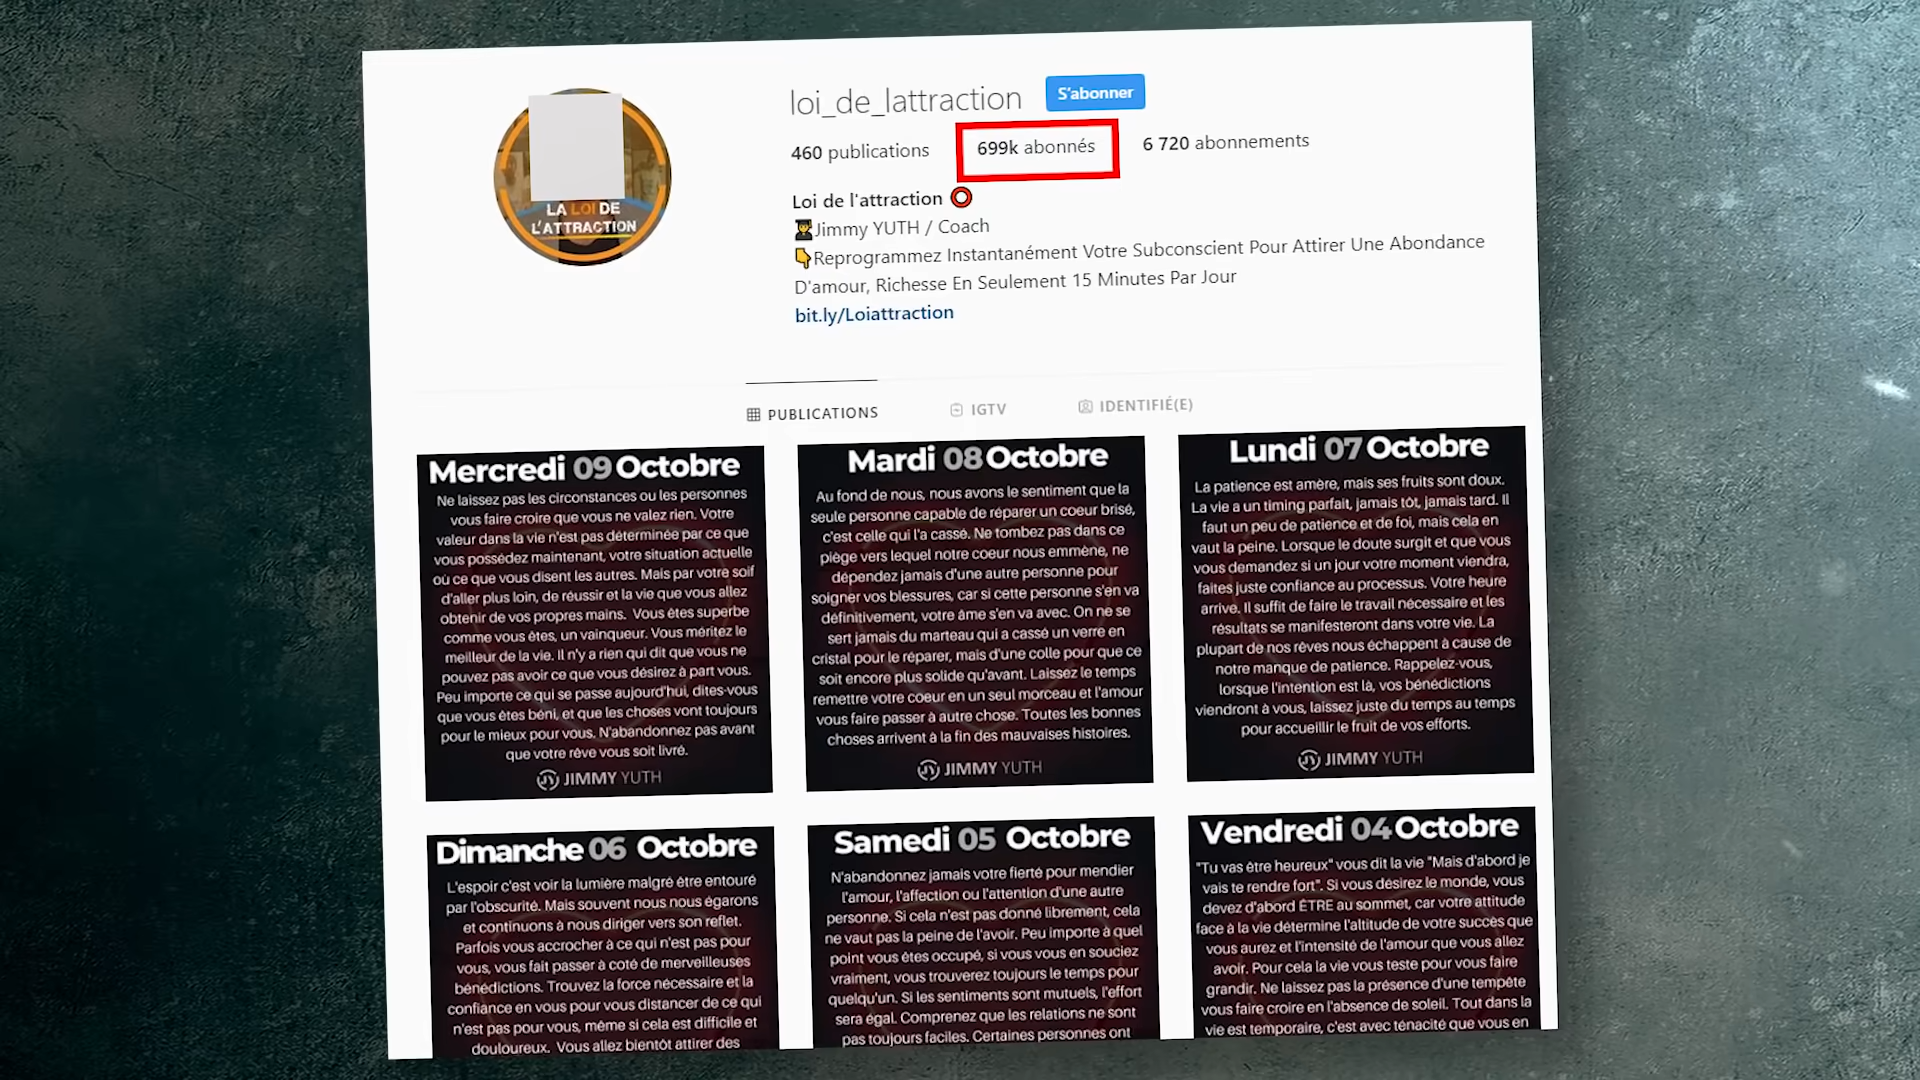 loi_de_lattraction
S'abonner
460 publications
699k abonnés
6 720 abonnements
Loi de l'attraction
Jimmy YUTH / Coach
Reprogrammez Instantanément Votre Subconscient Pour Attirer Une Abondance
D'amour, Richesse En Seulement 15 Minutes Par Jour
bit.ly/Loiattraction
LA LOI DE
L'ATTRACTION
PUBLICATIONS
IGTV
IDENTIFIÉ(E)
Mercredi 09 Octobre
Ne laissez pas les circonstances ou les personnes
vous faire croire que vous ne valez rien. Votre
valeur dans la vie n'est pas déterminée par ce que
vous possédez maintenant, votre situation actuelle
où ce que vous disent les autres. Mais par votre soif
d'aller plus loin, de réussir et la vie que vous allez
obtenir de vos propres mains. Vous êtes superbe
comme vous êtes, un vainqueur. Vous méritez le
meilleur de la vie. Il n'y a rien qui dit que vous ne
pouvez pas avoir ce que vous désirez à part vous.
Peu importe ce qui se passe aujourd'hui, dites-vous
que vous êtes béni, et que les choses vont toujours
pour le mieux pour vous. N'abandonnez pas avant
que votre rêve vous soit livré.
JY JIMMY YUTH
Mardi 08 Octobre
Au fond de nous, nous avons le sentiment que la
seule personne capable de réparer un coeur brisé,
c'est celle qui l'a cassé. Ne tombez pas dans ce
piège vers lequel notre coeur nous emmène, ne
dépendez jamais d'une autre personne pour
soigner vos blessures, car si cette personne s'en va
définitivement, votre âme s'en va avec. On ne se
sert jamais du marteau qui a cassé un verre en
cristal pour le réparer, mais d'une colle pour que ce
soit encore plus solide qu'avant. Laissez le temps
remettre votre coeur en un seul morceau et l'amour
vous faire passer à autre chose. Toutes les bonnes
choses arrivent à la fin des mauvaises histoires.
JY JIMMY YUTH
Lundi 07 Octobre
La patience est amère, mais ses fruits sont doux.
La vie a un timing parfait, jamais tôt, jamais tard. Il
faut un peu de patience et de foi, mais cela en
vaut la peine. Lorsque le doute surgit et que vous
vous demandez si un jour votre moment viendra,
faites juste confiance au processus. Votre heure
arrive. Il suffit de faire le travail nécessaire et les
résultats se manifesteront dans votre vie. La
plupart de nos rêves nous échappent à cause de
notre manque de patience. Rappelez-vous,
lorsque l'intention est là, vos bénédictions
viendront à vous, laissez juste du temps au temps
pour accueillir le fruit de vos efforts.
JY JIMMY YUTH
Dimanche 06 Octobre
L'espoir c'est voir la lumière malgré être entouré
par l'obscurité. Mais souvent nous nous égarons
et continuons à nous diriger vers son reflet.
Parfois vous accrocher à ce qui n'est pas pour
vous, vous fait passer à coté de merveilleuses
bénédictions. Trouvez la force nécessaire et la
confiance en vous pour vous distancer de ce qui
n'est pas pour vous, même si cela est difficile et
douloureux. Vous allez bientôt attirer des
Samedi 05 Octobre
N'abandonnez jamais votre fierté pour mendier
l'amour, l'affection ou l'attention d'une autre
personne. Si cela n'est pas donné librement, cela
ne vaut pas la peine de l'avoir. Peu importe à quel
point vous êtes occupé, si vous vous en souciez
vraiment, vous trouverez toujours le temps pour
quelqu'un. Si les sentiments sont mutuels, l'effort
sera égal. Comprenez que les relations ne sont
pas toujours faciles. Certaines personnes ont
Vendredi 04 Octobre
"Tu vas être heureux" vous dit la vie "Mais d'abord je
vais te rendre fort". Si vous désirez le monde, vous
devez d'abord ÊTRE au sommet, car votre attitude
face à la vie détermine l'altitude de votre succès que
vous aurez et l'intensité de l'amour que vous allez
avoir. Pour cela la vie vous teste pour vous faire
grandir. Ne laissez pas la présence d'une tempête
vous faire croire en l'absence de soleil. Tout dans la
vie est temporaire, c'est avec ténacité que vous en